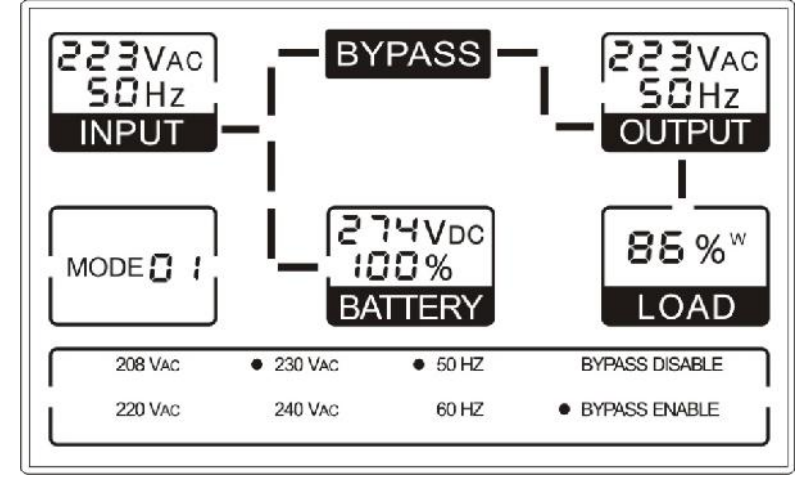 223VAC
50HZ
INPUT
BYPASS
223VAC
50HZ
OUTPUT
MODE 01
274VDC
100%
BATTERY
86%W
LOAD
208 VAC ● 230 VAC ● 50 HZ BYPASS DISABLE
220 VAC 240 VAC 60 HZ ● BYPASS ENABLE